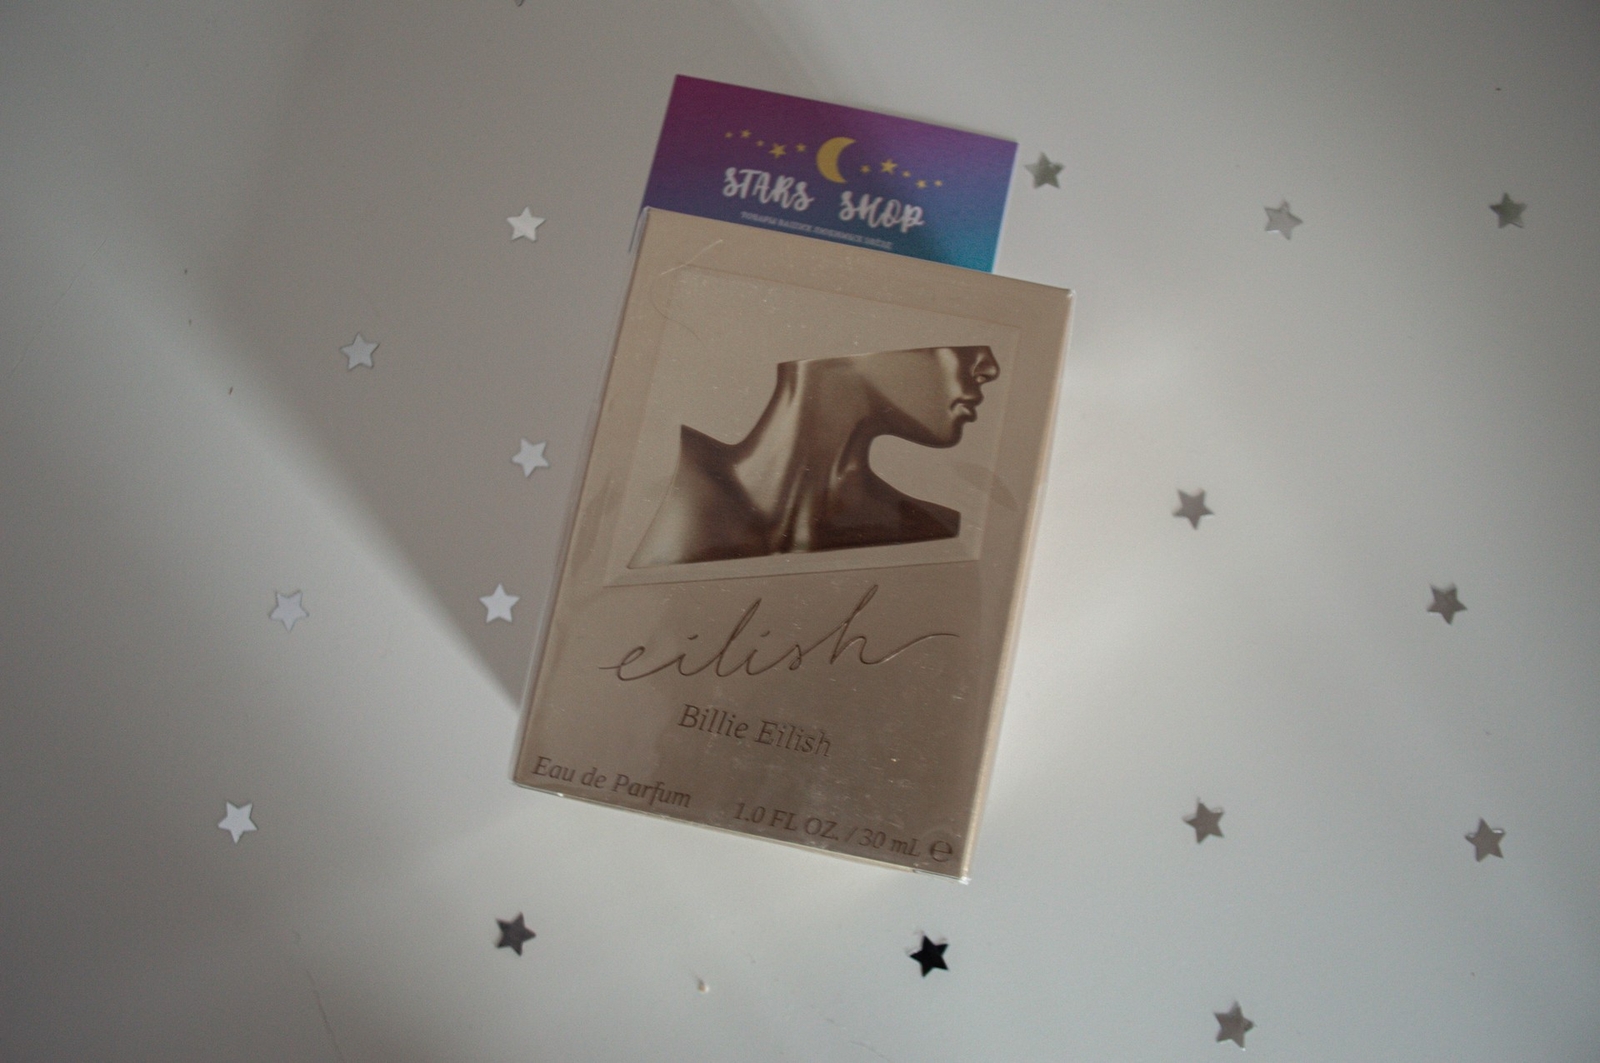 STARS SHOP
eilish
Billie Eilish
Eau de Parfum 1.0 FL OZ. / 30 mL ℮